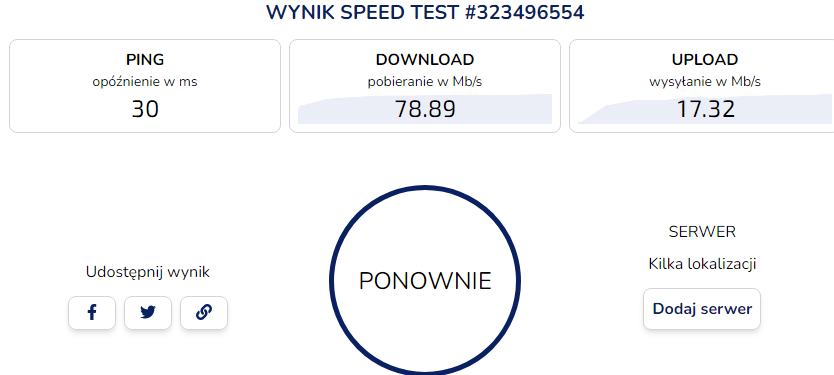 WYNIK SPEED TEST #323496554
PING
opóźnienie w ms
30
DOWNLOAD
pobieranie w Mb/s
78.89
UPLOAD
wysyłanie w Mb/s
17.32
Udostępnij wynik
PONOWNIE
SERWER
Kilka lokalizacji
Dodaj serwer